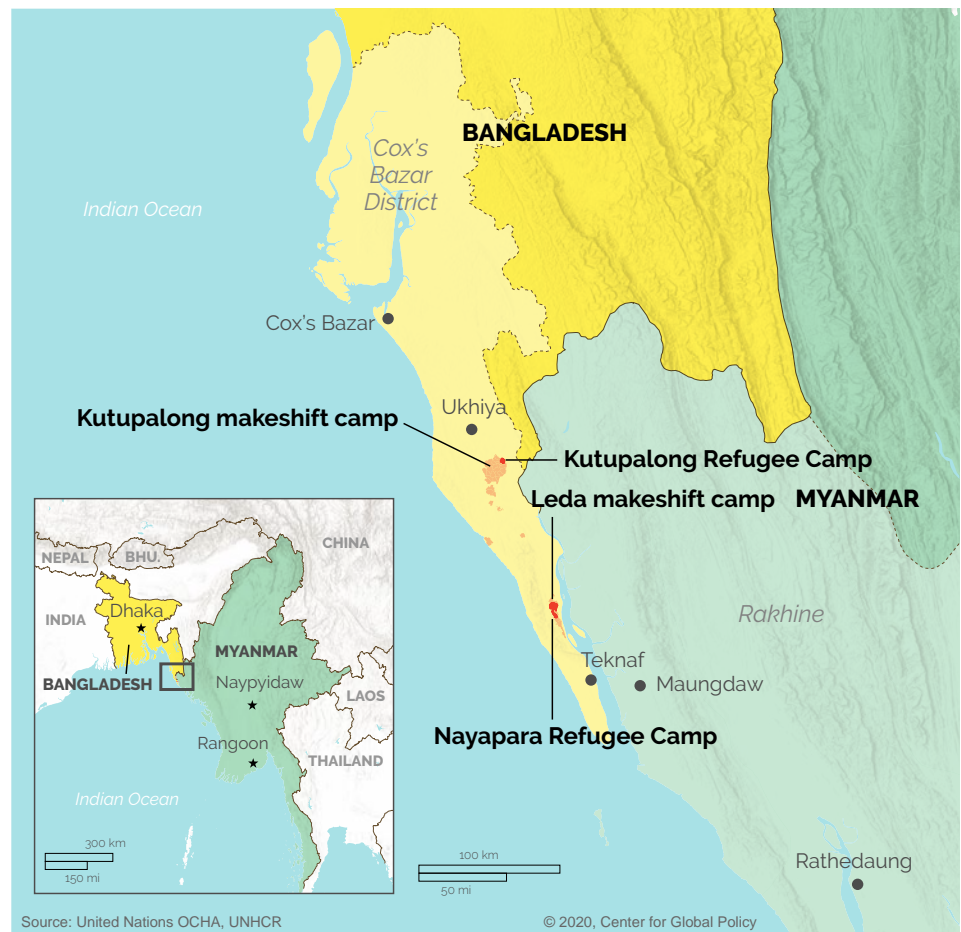 BANGLADESH
Cox's
Bazar
District
Indian Ocean
Cox's Bazar
Ukhiya
Kutupalong makeshift camp
Kutupalong Refugee Camp
Leda makeshift camp
MYANMAR
Rakhine
Teknaf
Maungdaw
Nayapara Refugee Camp
Rathedaung
100 km
50 mi
CHINA
NEPAL
BHU.
INDIA
Dhaka
MYANMAR
BANGLADESH
Naypyidaw
LAOS
Rangoon
THAILAND
Indian Ocean
300 km
150 mi
Source: United Nations OCHA, UNHCR
© 2020, Center for Global Policy